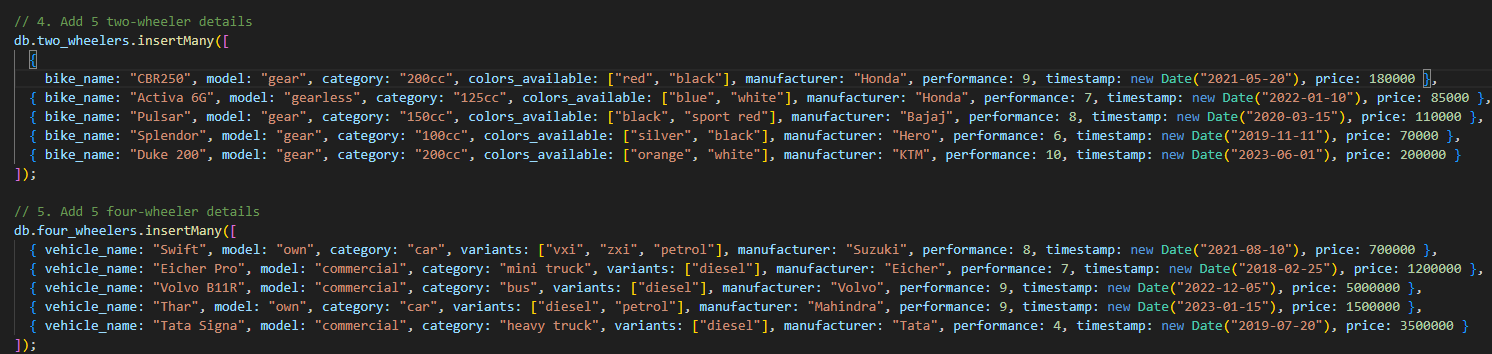 // 4. Add 5 two-wheeler details
db.two_wheelers.insertMany([
  {
    bike_name: "CBR250", model: "gear", category: "200cc", colors_available: ["red", "black"], manufacturer: "Honda", performance: 9, timestamp: new Date("2021-05-20"), price: 180000 },
  { bike_name: "Activa 6G", model: "gearless", category: "125cc", colors_available: ["blue", "white"], manufacturer: "Honda", performance: 7, timestamp: new Date("2022-01-10"), price: 85000 },
  { bike_name: "Pulsar", model: "gear", category: "150cc", colors_available: ["black", "sport red"], manufacturer: "Bajaj", performance: 8, timestamp: new Date("2020-03-15"), price: 110000 },
  { bike_name: "Splendor", model: "gear", category: "100cc", colors_available: ["silver", "black"], manufacturer: "Hero", performance: 6, timestamp: new Date("2019-11-11"), price: 70000 },
  { bike_name: "Duke 200", model: "gear", category: "200cc", colors_available: ["orange", "white"], manufacturer: "KTM", performance: 10, timestamp: new Date("2023-06-01"), price: 200000 }
]);

// 5. Add 5 four-wheeler details
db.four_wheelers.insertMany([
  { vehicle_name: "Swift", model: "own", category: "car", variants: ["vxi", "zxi", "petrol"], manufacturer: "Suzuki", performance: 8, timestamp: new Date("2021-08-10"), price: 700000 },
  { vehicle_name: "Eicher Pro", model: "commercial", category: "mini truck", variants: ["diesel"], manufacturer: "Eicher", performance: 7, timestamp: new Date("2018-02-25"), price: 1200000 },
  { vehicle_name: "Volvo B11R", model: "commercial", category: "bus", variants: ["diesel"], manufacturer: "Volvo", performance: 9, timestamp: new Date("2022-12-05"), price: 5000000 },
  { vehicle_name: "Thar", model: "own", category: "car", variants: ["diesel", "petrol"], manufacturer: "Mahindra", performance: 9, timestamp: new Date("2023-01-15"), price: 1500000 },
  { vehicle_name: "Tata Signa", model: "commercial", category: "heavy truck", variants: ["diesel"], manufacturer: "Tata", performance: 4, timestamp: new Date("2019-07-20"), price: 3500000 }
]);